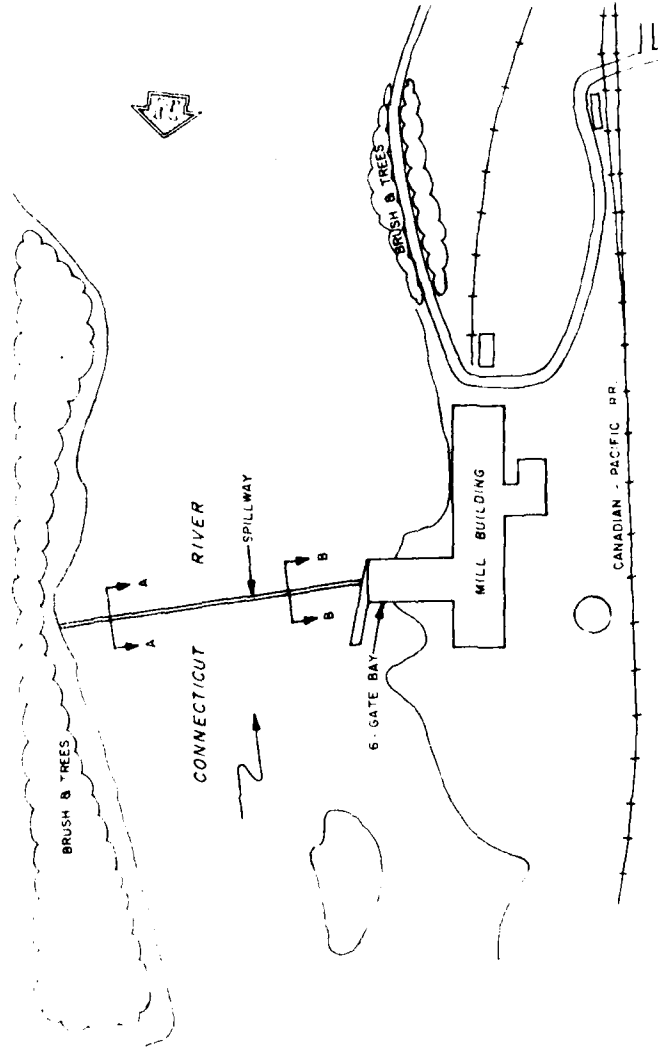 BRUSH & TREES
BRUSH & TREES
CONNECTICUT RIVER
SPILLWAY
A
A
B
B
6 - GATE BAY
MILL BUILDING
CANADIAN - PACIFIC RR.